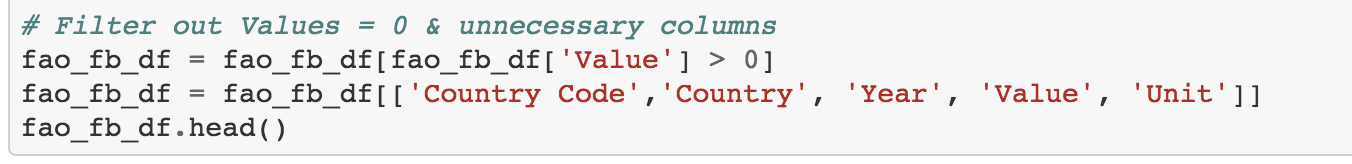 # Filter out Values = 0 & unnecessary columns
fao_fb_df = fao_fb_df[fao_fb_df['Value'] > 0]
fao_fb_df = fao_fb_df[['Country Code','Country', 'Year', 'Value', 'Unit']]
fao_fb_df.head()